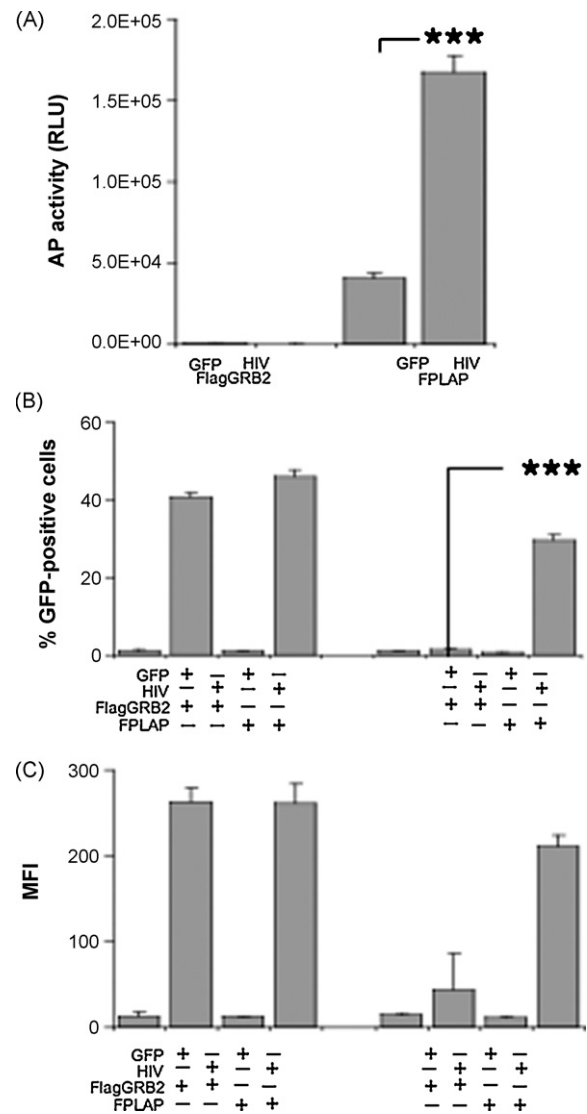 (A)
AP activity (RLU)
2.0E+05
1.5E+05
1.0E+05
5.0E+04
0.0E+00
★★★
GFP HIV GFP HIV
FlagGRB2 FPLAP
(B)
% GFP-positive cells
60
40
20
0
★★★
GFP + − + − + − + −
HIV − + − + − + − +
FlagGRB2 + + − − + + − −
FPLAP − − + + − − + +
(C)
MFI
300
200
100
0
GFP + − + − + − + −
HIV − + − + − + − +
FlagGRB2 + + − − + + − −
FPLAP − − + + − − + +